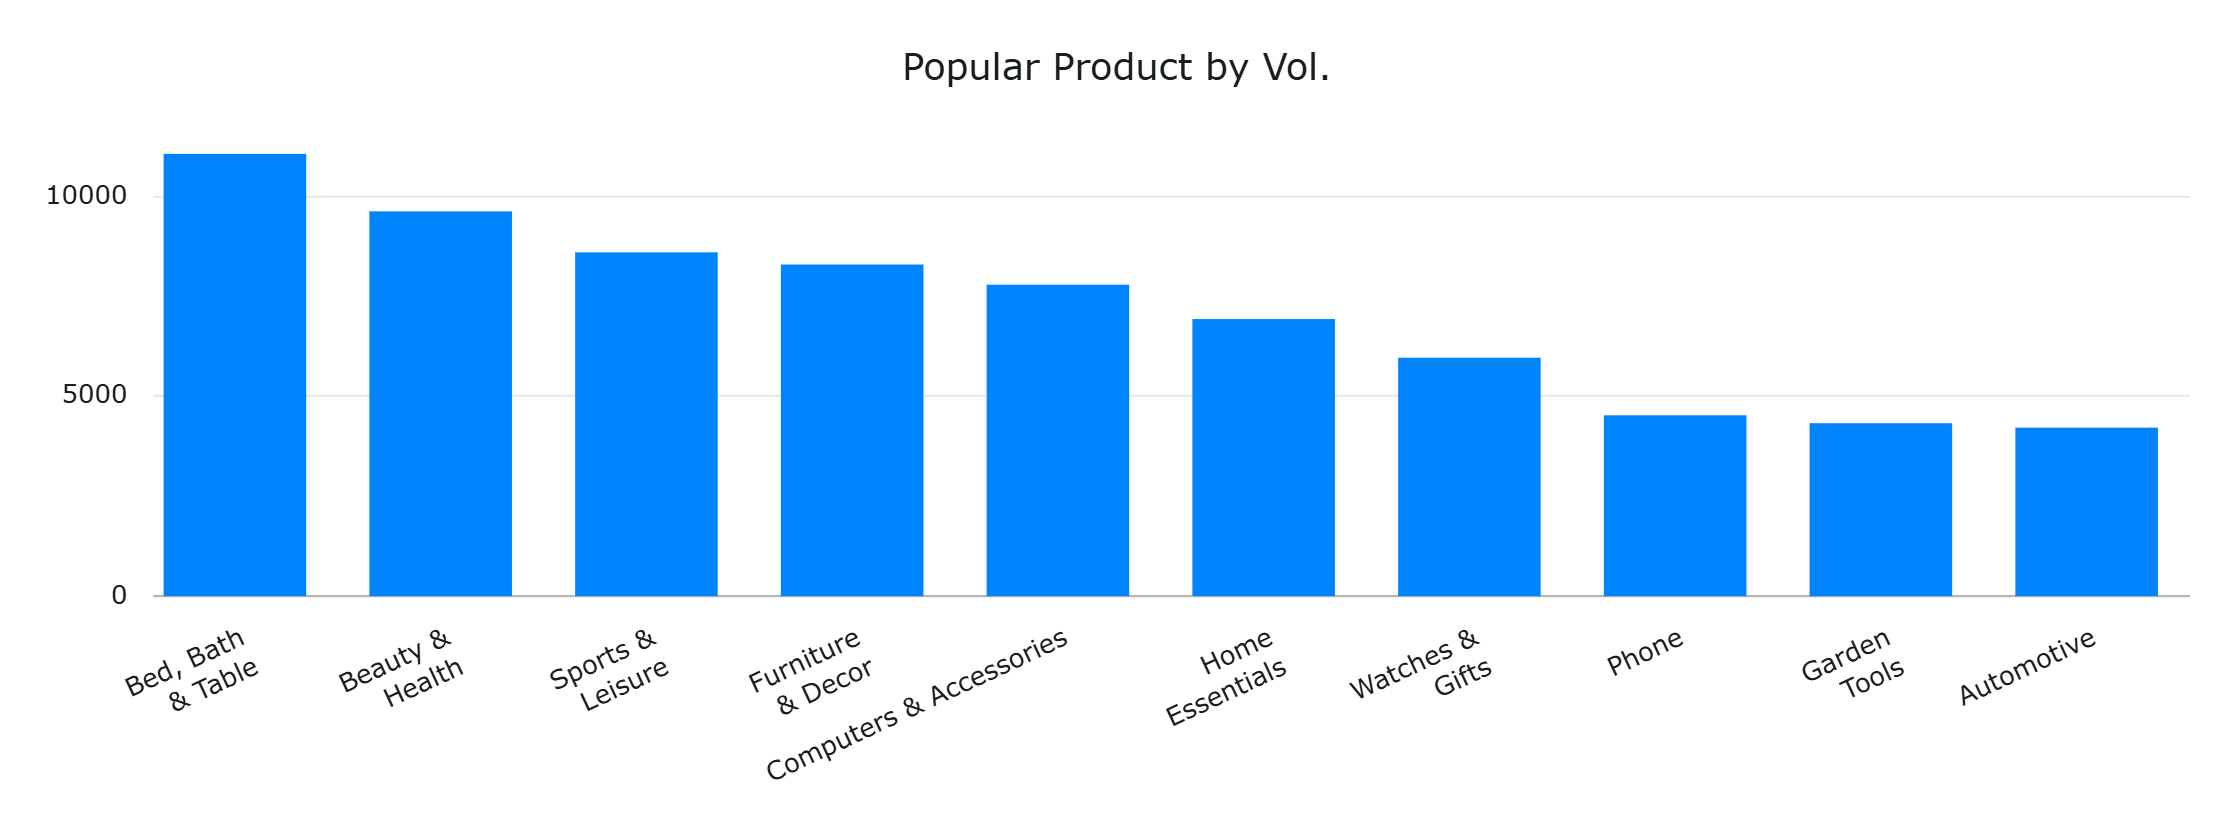 Popular Product by Vol.
10000
5000
0
Bed, Bath
& Table
Beauty &
Health
Sports &
Leisure
Furniture
& Decor
Computers & Accessories
Home
Essentials
Watches &
Gifts
Phone
Garden
Tools
Automotive